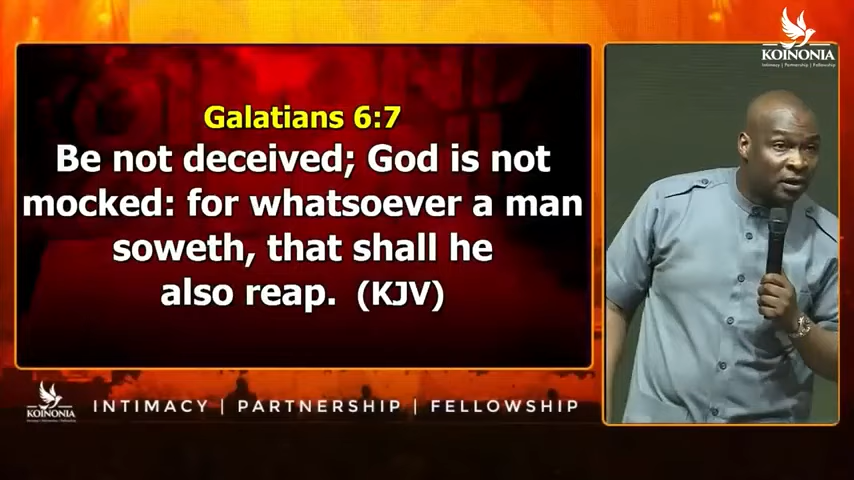 Galatians 6:7
Be not deceived; God is not
mocked: for whatsoever a man
soweth, that shall he
also reap. (KJV)
KOINONIA
Intimacy | Partnership | Fellowship
KOINONIA
INTIMACY | PARTNERSHIP | FELLOWSHIP